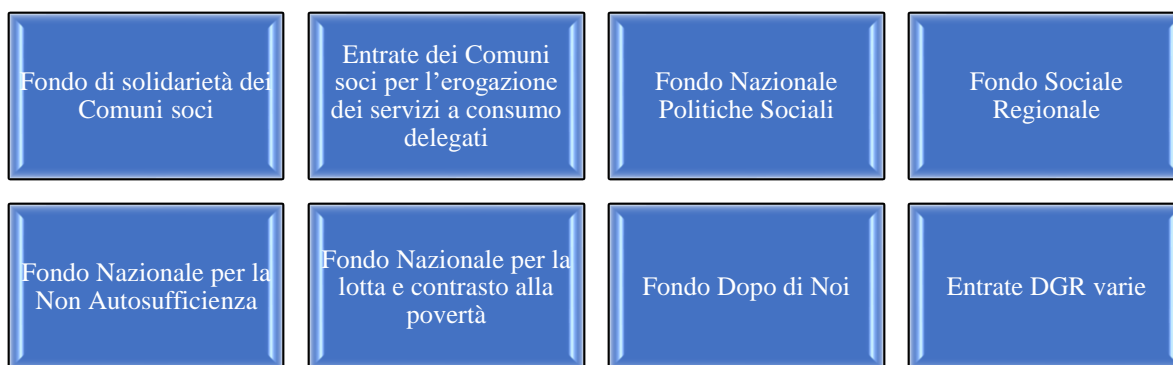 Fondo di solidarietà dei
Comuni soci
Entrate dei Comuni
soci per l'erogazione
dei servizi a consumo
delegati
Fondo Nazionale
Politiche Sociali
Fondo Sociale
Regionale
Fondo Nazionale per la
Non Autosufficienza
Fondo Nazionale per la
lotta e contrasto alla
povertà
Fondo Dopo di Noi
Entrate DGR varie